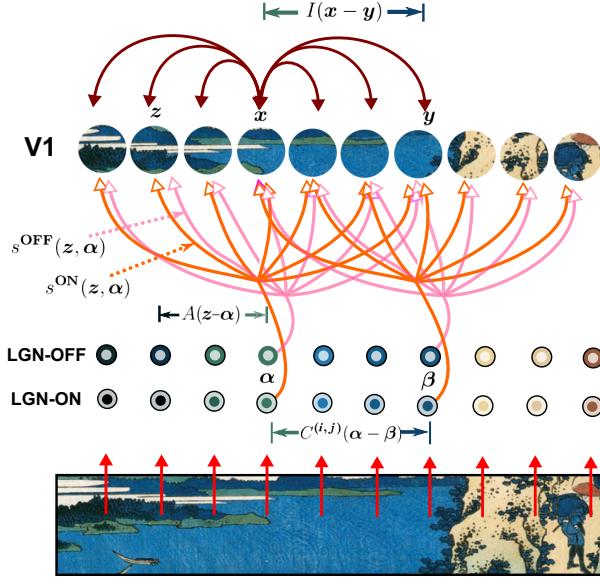 I(x − y)
z x y
V1
s^OFF(z, α)
s^ON(z, α)
A(z–α)
LGN-OFF
α β
LGN-ON
C^(i,j)(α − β)